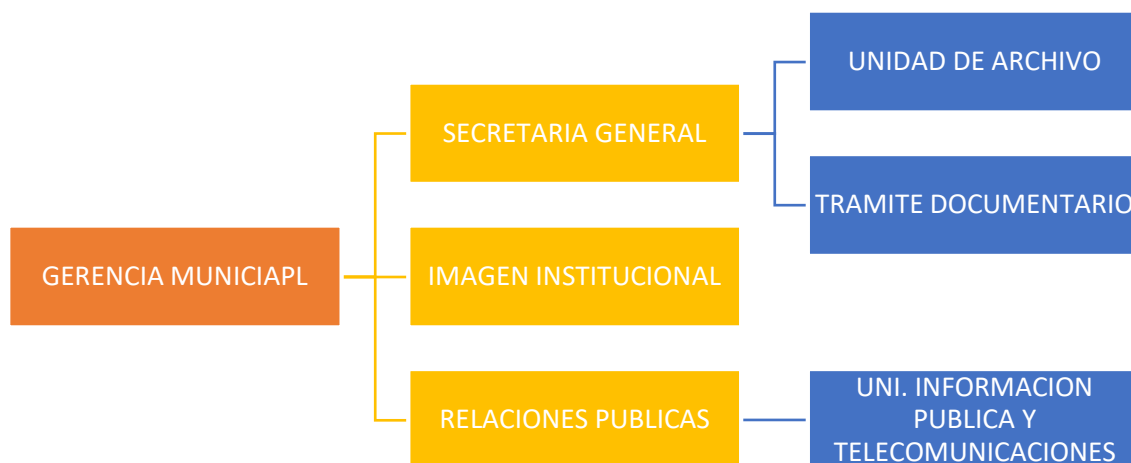 UNIDAD DE ARCHIVO
SECRETARIA GENERAL
TRAMITE DOCUMENTARIO
GERENCIA MUNICIAPL
IMAGEN INSTITUCIONAL
RELACIONES PUBLICAS
UNI. INFORMACION
PUBLICA Y
TELECOMUNICACIONES